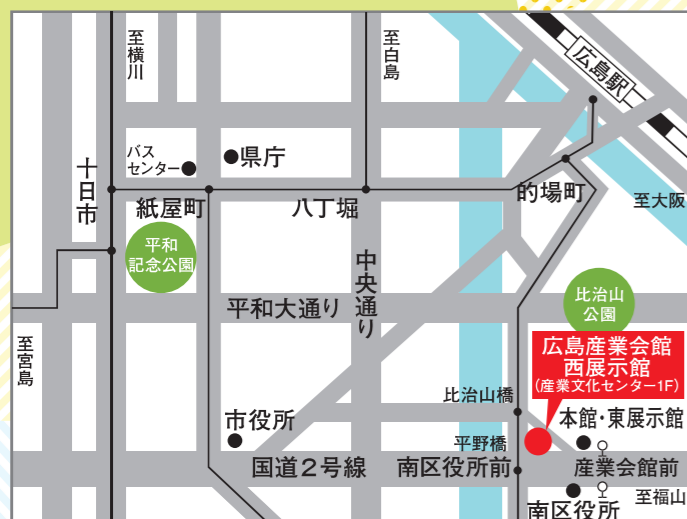 至横川
至白島
広島駅
バス
センター
県庁
十日市
紙屋町
八丁堀
的場町
至大阪
平和
記念公園
中央通り
平和大通り
比治山
公園
至宮島
広島産業会館
西展示館
(産業文化センター1F)
比治山橋
市役所
本館・東展示館
平野橋
国道2号線
南区役所前
産業会館前
至福山
南区役所